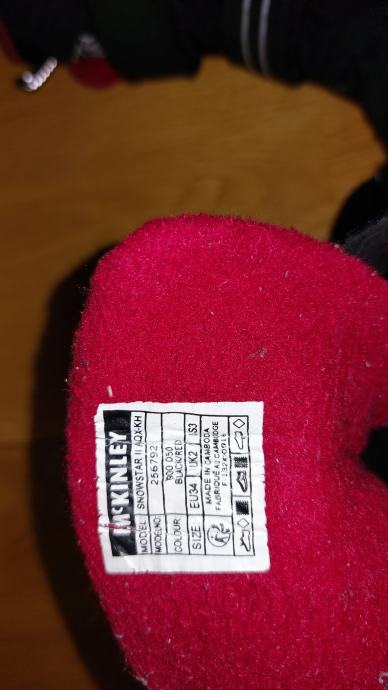 McKINLEY
MODEL SNOWSTAR II AQX-KH
MODELNO 256792
COLOUR 900 050
BLACK/RED
SIZE EU34 UK2 US3
MADE IN CAMBODA
FABRIQUÉ AU CAMBODGE